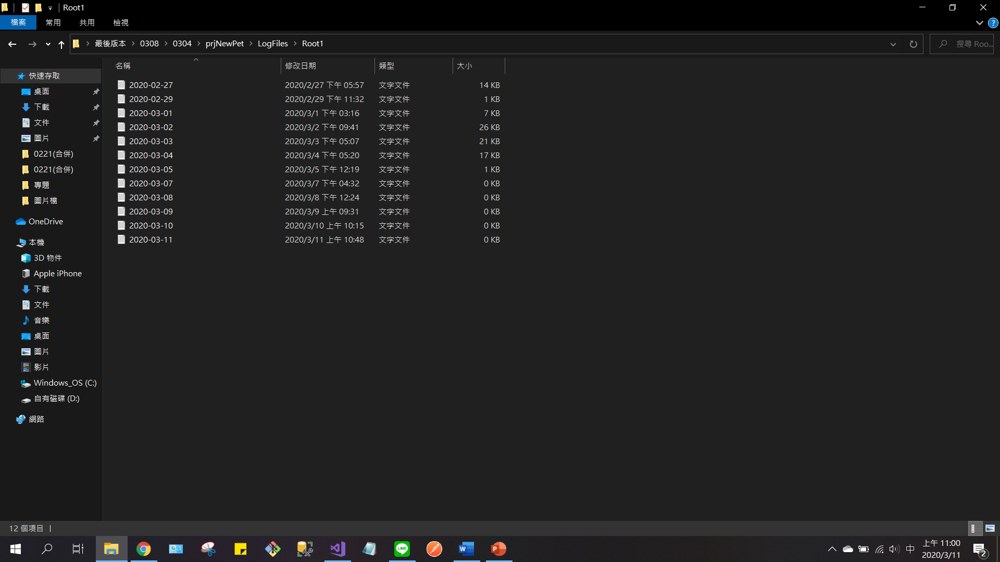 Root1
檔案 常用 共用 檢視
最後版本 0308 0304 prjNewPet LogFiles Root1 搜尋 Roo...
名稱 修改日期 類型 大小
2020-02-27 2020/2/27 下午 05:57 文字文件 14 KB
2020-02-29 2020/2/29 下午 11:32 文字文件 1 KB
2020-03-01 2020/3/1 下午 03:16 文字文件 7 KB
2020-03-02 2020/3/2 下午 09:41 文字文件 26 KB
2020-03-03 2020/3/3 下午 05:07 文字文件 21 KB
2020-03-04 2020/3/4 下午 05:20 文字文件 17 KB
2020-03-05 2020/3/5 下午 12:19 文字文件 1 KB
2020-03-07 2020/3/7 下午 04:32 文字文件 0 KB
2020-03-08 2020/3/8 下午 12:24 文字文件 0 KB
2020-03-09 2020/3/9 上午 09:31 文字文件 0 KB
2020-03-10 2020/3/10 上午 10:15 文字文件 0 KB
2020-03-11 2020/3/11 上午 10:48 文字文件 0 KB
快速存取
桌面
下載
文件
圖片
0221(合併)
0221(合併)
專題
圖片檔
OneDrive
本機
3D 物件
Apple iPhone
下載
文件
音樂
桌面
圖片
影片
Windows_OS (C:)
自有磁碟 (D:)
網路
12 個項目
LINE
W
P
中
上午 11:00
2020/3/11
2